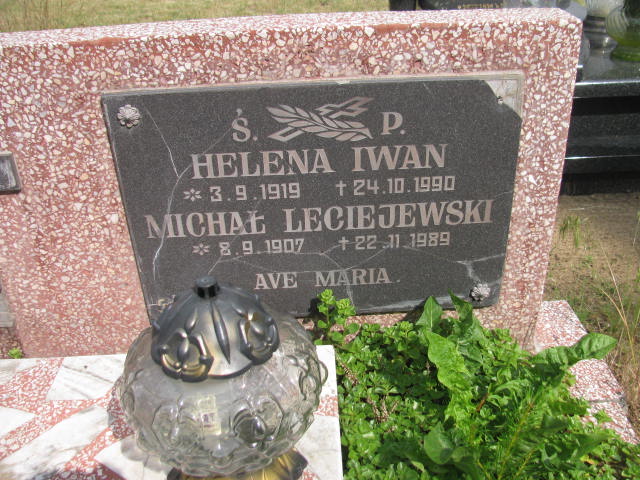 Ś. P.
HELENA IWAN
* 3.9.1919 + 24.10.1990
MICHAŁ LECIEJEWSKI
* 8.9.1907 + 22.11.1989
AVE MARIA